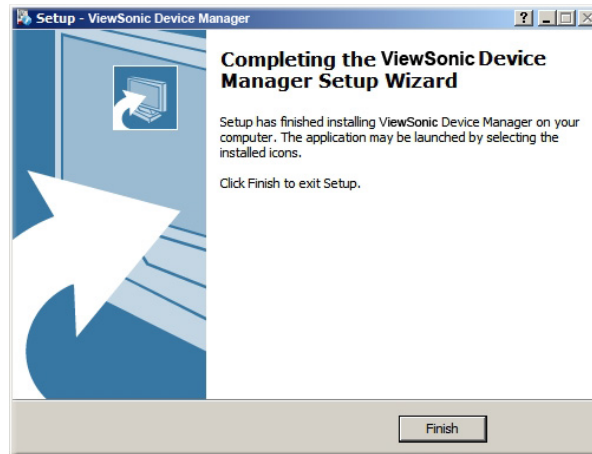 Setup - ViewSonic Device Manager
Completing the ViewSonic Device
Manager Setup Wizard
Setup has finished installing ViewSonic Device Manager on your
computer. The application may be launched by selecting the
installed icons.
Click Finish to exit Setup.
Finish